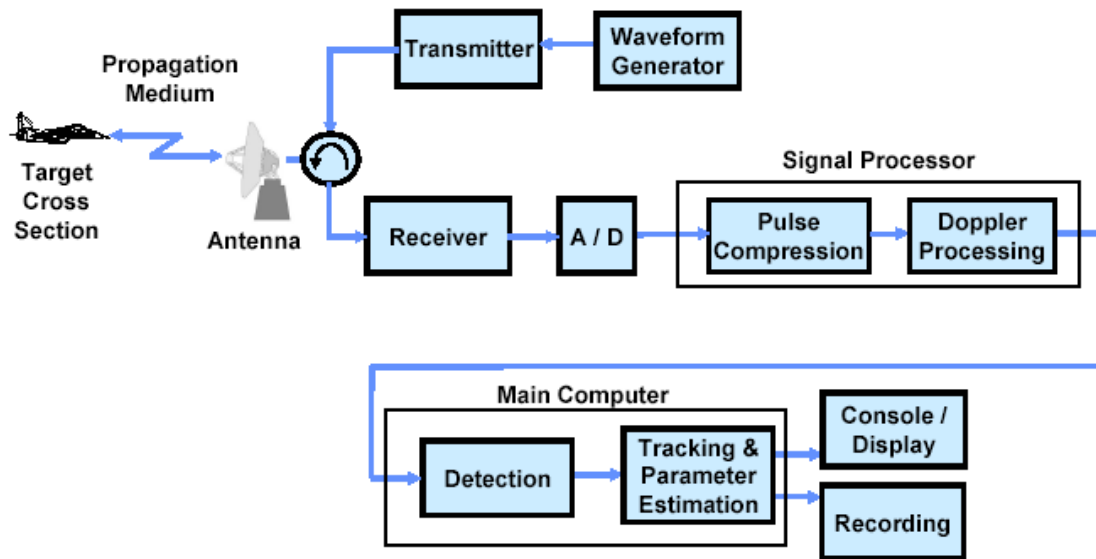 Transmitter
Waveform
Generator
Propagation
Medium
Target
Cross
Section
Antenna
Receiver
A / D
Signal Processor
Pulse
Compression
Doppler
Processing
Main Computer
Detection
Tracking &
Parameter
Estimation
Console /
Display
Recording